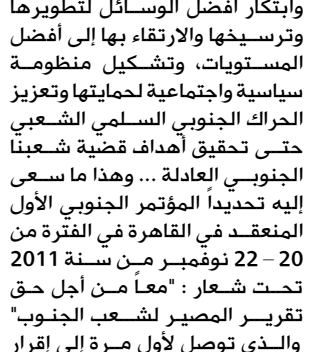 وابتكار أفضل الوسائل لتطويرها
وترسيخها والارتقاء بها إلى أفضل
المستويات، وتشكيل منظومة
سياسية واجتماعية لحمايتها وتعزيز
الحراك الجنوبي السلمي الشعبي
حتى تحقيق أهداف قضية شعبنا
الجنوبي العادلة ... وهذا ما سعى
إليه تحديداً المؤتمر الجنوبي الأول
المنعقد في القاهرة في الفترة من
20 – 22 نوفمبر من سنة 2011
تحت شعار : "معاً من أجل حق
تقرير المصير لشعب الجنوب"
والذي توصل لأول مرة إلى إقرار